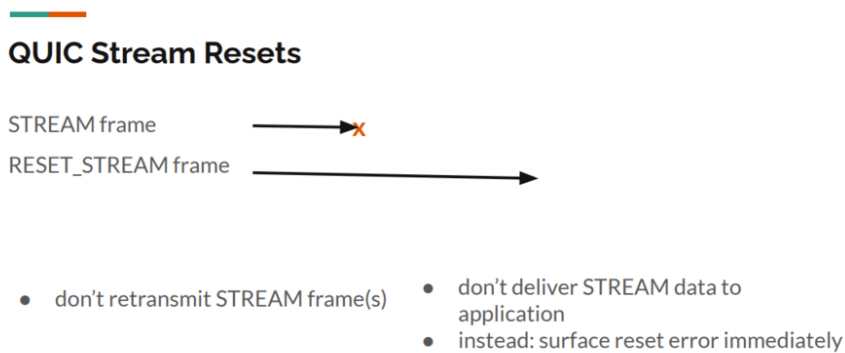 QUIC Stream Resets
STREAM frame
x
RESET_STREAM frame
● don’t retransmit STREAM frame(s)
● don’t deliver STREAM data to
application
● instead: surface reset error immediately